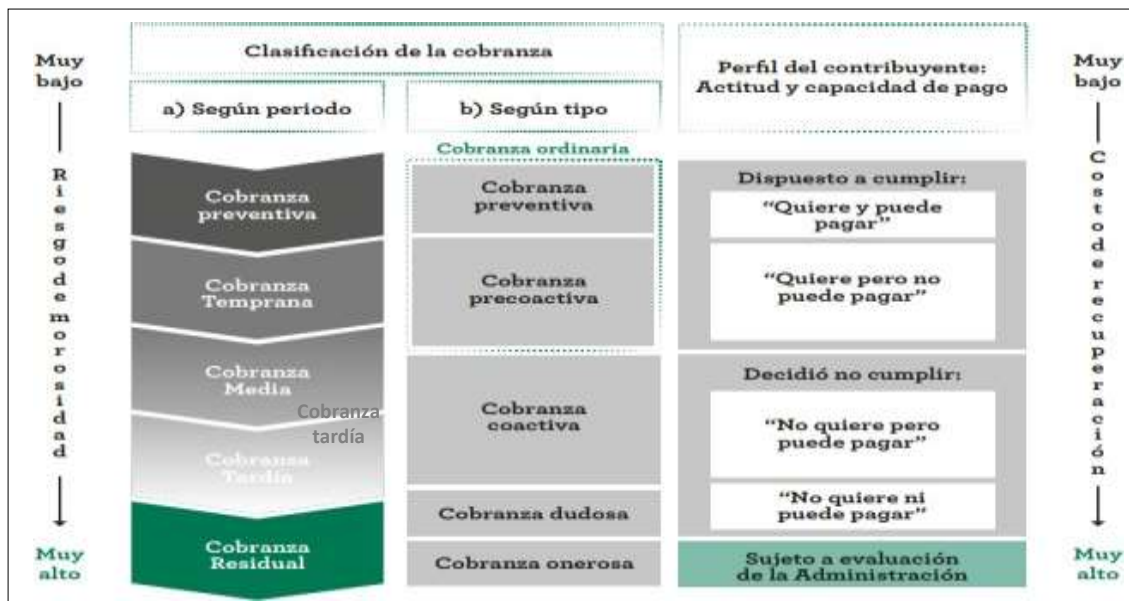 Muy
bajo
Riesgo de morosidad
Muy
alto
Clasificación de la cobranza
a) Según periodo
b) Según tipo
Perfil del contribuyente:
Actitud y capacidad de pago
Cobranza
preventiva
Cobranza
Temprana
Cobranza
Media
Cobranza
tardía
Cobranza
Tardía
Cobranza
Residual
Cobranza ordinaria
Cobranza
preventiva
Cobranza
precoactiva
Cobranza
coactiva
Cobranza dudosa
Cobranza onerosa
Dispuesto a cumplir:
“Quiere y puede
pagar”
“Quiere pero no
puede pagar”
Decidió no cumplir:
“No quiere pero
puede pagar”
“No quiere ni
puede pagar”
Sujeto a evaluación
de la Administración
Muy
bajo
Costo de recuperación
Muy
alto